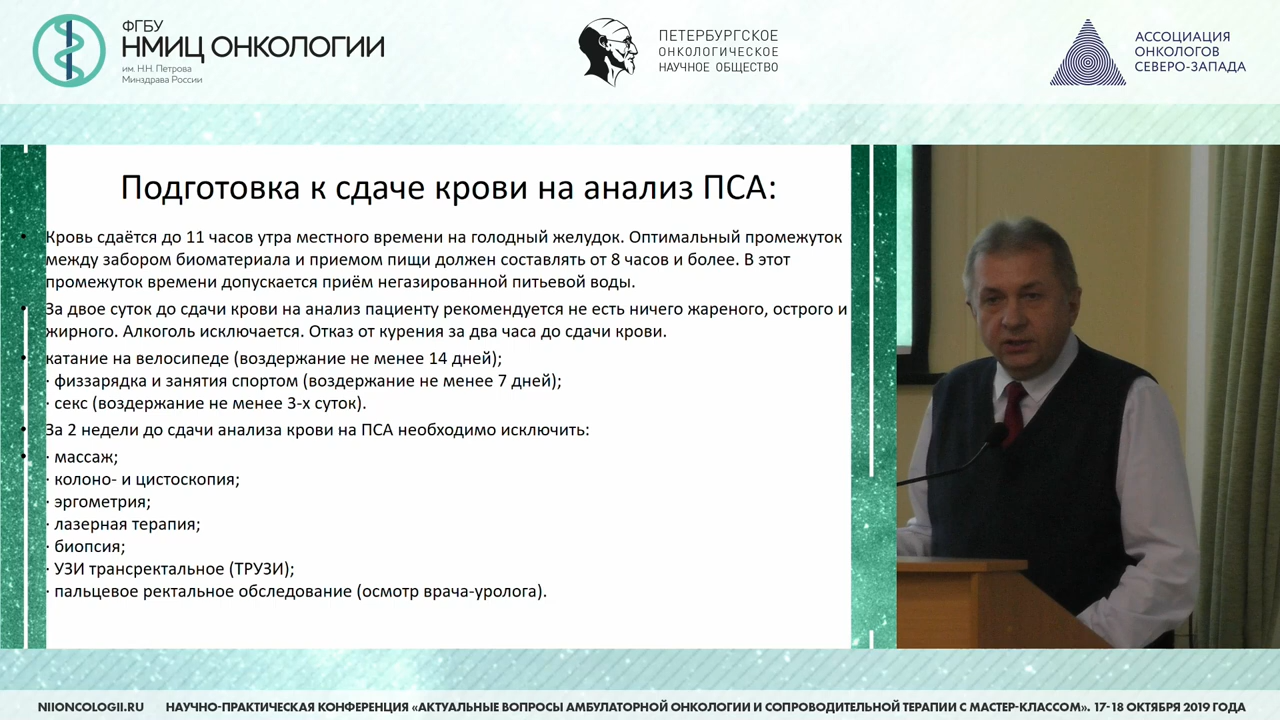 ФГБУ
НМИЦ ОНКОЛОГИИ
им. Н.Н. Петрова
Минздрава России
ПЕТЕРБУРГСКОЕ
ОНКОЛОГИЧЕСКОЕ
НАУЧНОЕ ОБЩЕСТВО
АССОЦИАЦИЯ
ОНКОЛОГОВ
СЕВЕРО-ЗАПАДА
Подготовка к сдаче крови на анализ ПСА:
• Кровь сдаётся до 11 часов утра местного времени на голодный желудок. Оптимальный промежуток
между забором биоматериала и приемом пищи должен составлять от 8 часов и более. В этот
промежуток времени допускается приём негазированной питьевой воды.
• За двое суток до сдачи крови на анализ пациенту рекомендуется не есть ничего жареного, острого и
жирного. Алкоголь исключается. Отказ от курения за два часа до сдачи крови.
• катание на велосипеде (воздержание не менее 14 дней);
· физзарядка и занятия спортом (воздержание не менее 7 дней);
· секс (воздержание не менее 3-х суток).
• За 2 недели до сдачи анализа крови на ПСА необходимо исключить:
• · массаж;
· колоно- и цистоскопия;
· эргометрия;
· лазерная терапия;
· биопсия;
· УЗИ трансректальное (ТРУЗИ);
· пальцевое ректальное обследование (осмотр врача-уролога).
NIIONCOLOGII.RU НАУЧНО-ПРАКТИЧЕСКАЯ КОНФЕРЕНЦИЯ «АКТУАЛЬНЫЕ ВОПРОСЫ АМБУЛАТОРНОЙ ОНКОЛОГИИ И СОПРОВОДИТЕЛЬНОЙ ТЕРАПИИ С МАСТЕР-КЛАССОМ». 17-18 ОКТЯБРЯ 2019 ГОДА